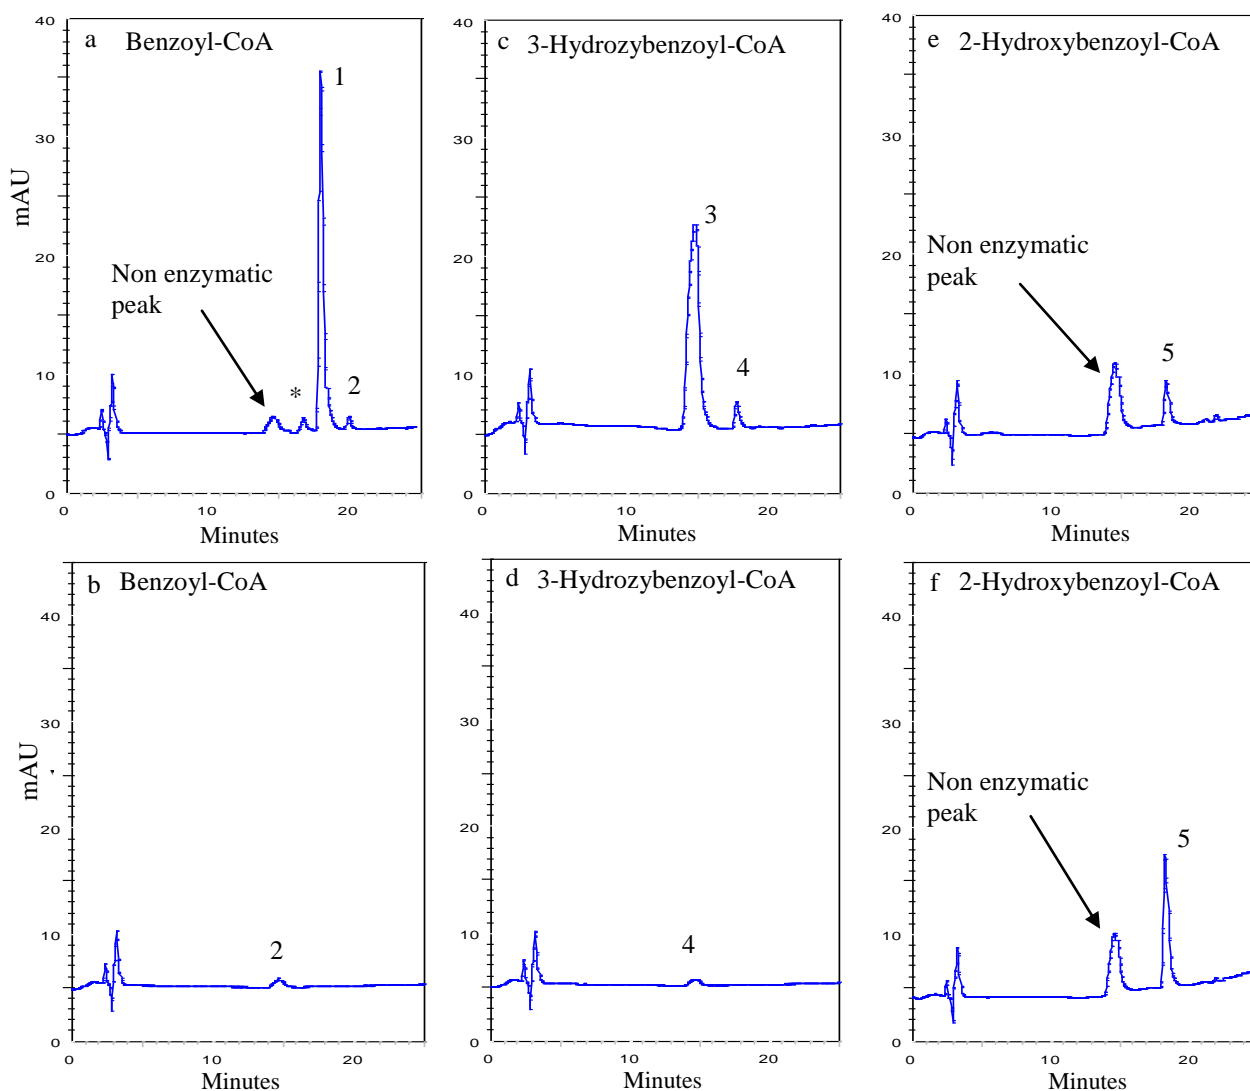 a Benzoyl-CoA
40
30
20
10
0
mAU
1
Non enzymatic
peak
*
2
0 10 20
Minutes
c 3-Hydrozybenzoyl-CoA
40
30
20
10
0
3
4
0 10 20
Minutes
e 2-Hydroxybenzoyl-CoA
40
30
20
10
0
Non enzymatic
peak
5
0 10 20
Minutes
b Benzoyl-CoA
40
30
20
10
0
mAU
2
0 10 20
Minutes
d 3-Hydrozybenzoyl-CoA
40
30
20
10
0
4
0 10 20
Minutes
f 2-Hydroxybenzoyl-CoA
40
30
20
10
0
Non enzymatic
peak
5
0 10 20
Minutes